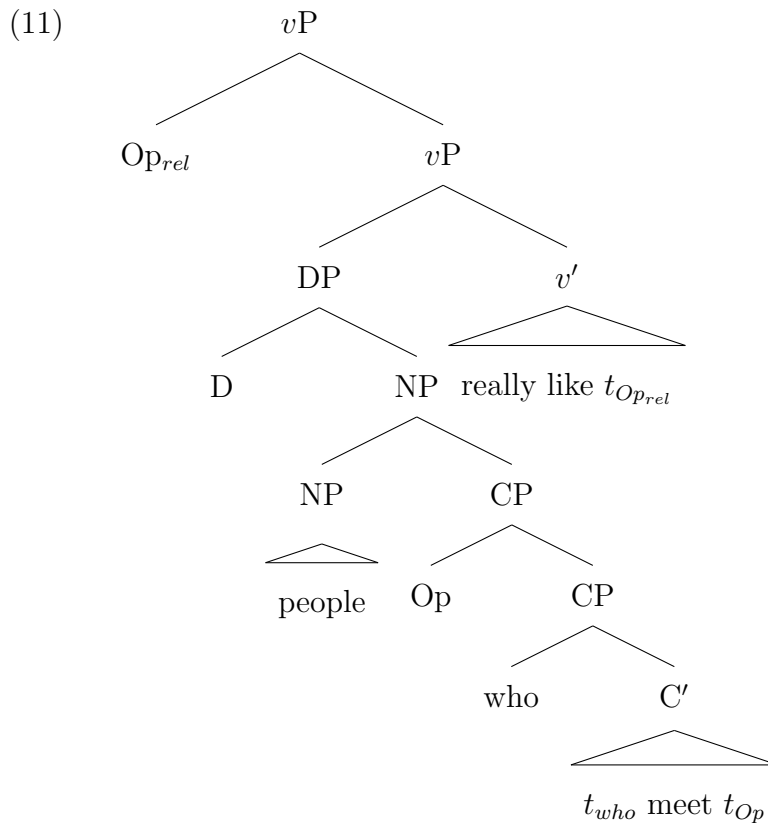 (11) vP
Op_rel vP
DP v′
D NP really like t_Op_rel
NP CP
people Op CP
who C′
t_who meet t_Op